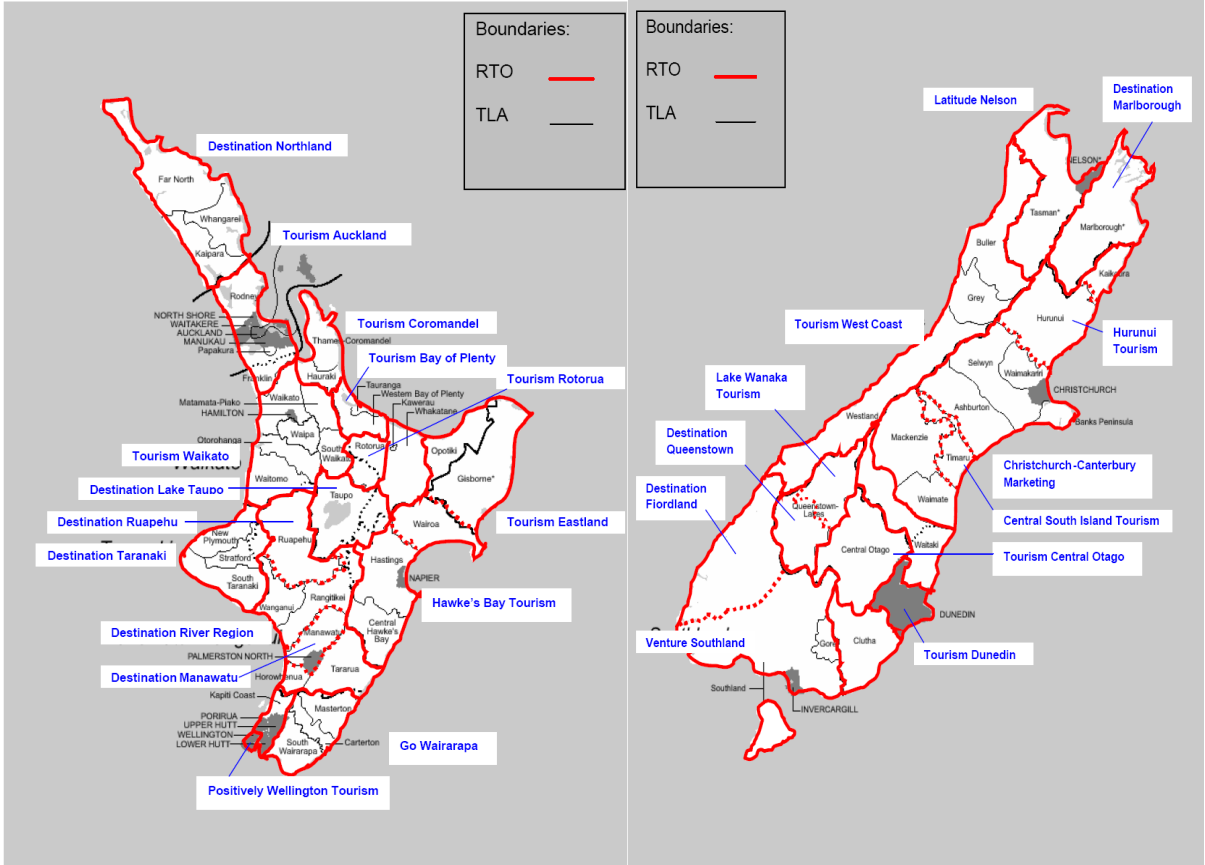 Boundaries:
RTO
TLA
Boundaries:
RTO
TLA
Destination Northland
Far North
Whangarei
Kaipara
Tourism Auckland
Rodney
NORTH SHORE
WAITAKERE
AUCKLAND
MANUKAU
Papakura
Franklin
Tourism Coromandel
Thames-Coromandel
Hauraki
Tourism Bay of Plenty
Tauranga
Western Bay of Plenty
Kawerau
Whakatane
Tourism Rotorua
Waikato
Matamata-Piako
HAMILTON
Waipa
Otorohanga
South
Waikato
Rotorua
Opotiki
Gisborne*
Tourism Waikato
Waitomo
Destination Lake Taupo
Taupo
Destination Ruapehu
Ruapehu
Wairoa
Tourism Eastland
New
Plymouth
Destination Taranaki
Stratford
South
Taranaki
Hastings
NAPIER
Wanganui
Rangitikei
Hawke's Bay Tourism
Central
Hawke's
Bay
Destination River Region
Manawatu
PALMERSTON NORTH
Destination Manawatu
Horowhenua
Tararua
Kapiti Coast
Masterton
PORIRUA
UPPER HUTT
WELLINGTON
LOWER HUTT
South
Wairarapa
Carterton
Go Wairarapa
Positively Wellington Tourism
Latitude Nelson
Destination
Marlborough
NELSON*
Tasman*
Marlborough*
Buller
Kaikoura
Grey
Hurunui
Tourism West Coast
Hurunui
Tourism
Selwyn
Waimakariri
Lake Wanaka
Tourism
CHRISTCHURCH
Ashburton
Banks Peninsula
Westland
Destination
Queenstown
Mackenzie
Timaru
Christchurch-Canterbury
Marketing
Destination
Fiordland
Waimate
Queenstown-
Lakes
Central South Island Tourism
Central Otago
Waitaki
Tourism Central Otago
DUNEDIN
Venture Southland
Gore
Clutha
Tourism Dunedin
Southland
INVERCARGILL